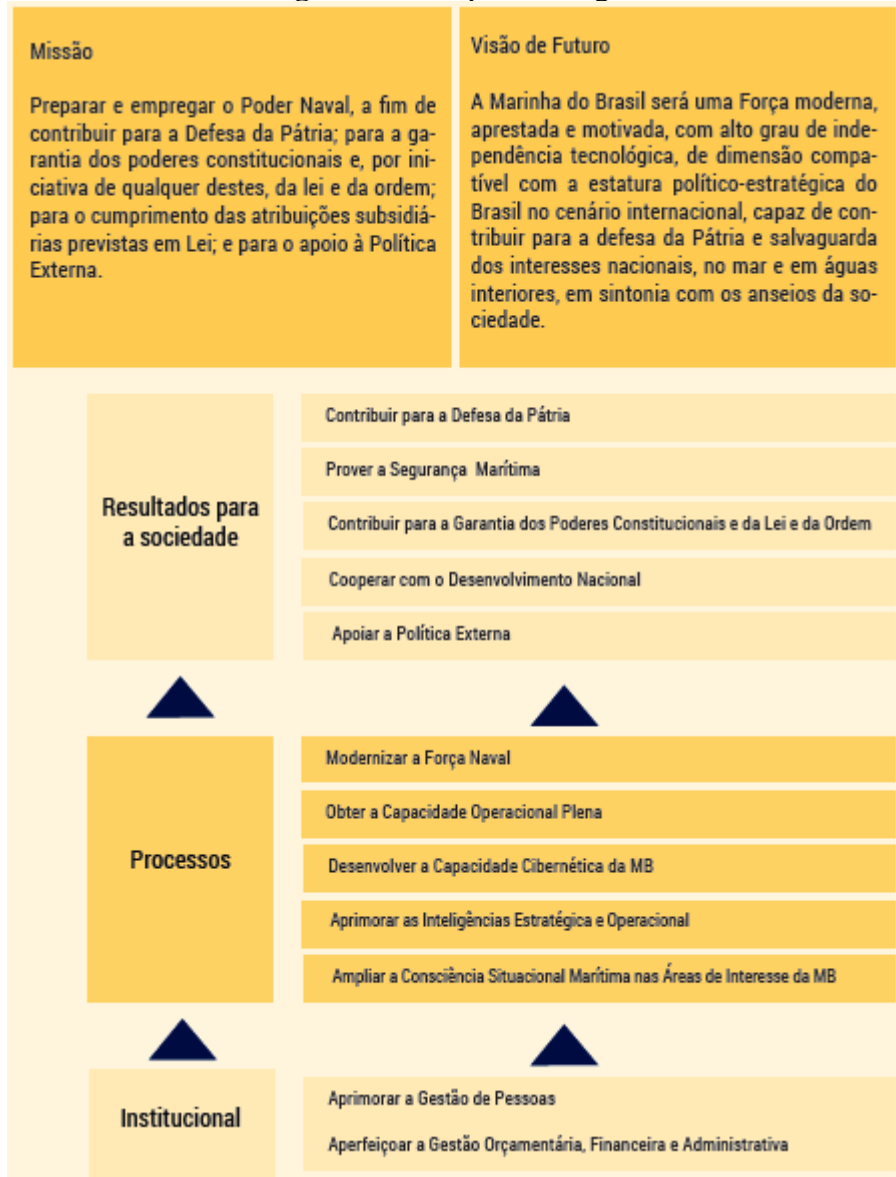 Missão
Preparar e empregar o Poder Naval, a fim de
contribuir para a Defesa da Pátria; para a ga-
rantia dos poderes constitucionais e, por ini-
ciativa de qualquer destes, da lei e da ordem;
para o cumprimento das atribuições subsidiá-
rias previstas em Lei; e para o apoio à Política
Externa.
Visão de Futuro
A Marinha do Brasil será uma Força moderna,
aprestada e motivada, com alto grau de inde-
pendência tecnológica, de dimensão compa-
tível com a estatura político-estratégica do
Brasil no cenário internacional, capaz de con-
tribuir para a defesa da Pátria e salvaguarda
dos interesses nacionais, no mar e em águas
interiores, em sintonia com os anseios da so-
ciedade.
Resultados para
a sociedade
Contribuir para a Defesa da Pátria
Prover a Segurança Marítima
Contribuir para a Garantia dos Poderes Constitucionais e da Lei e da Ordem
Cooperar com o Desenvolvimento Nacional
Apoiar a Política Externa
Processos
Modernizar a Força Naval
Obter a Capacidade Operacional Plena
Desenvolver a Capacidade Cibernética da MB
Aprimorar as Inteligências Estratégica e Operacional
Ampliar a Consciência Situacional Marítima nas Áreas de Interesse da MB
Institucional
Aprimorar a Gestão de Pessoas
Aperfeiçoar a Gestão Orçamentária, Financeira e Administrativa